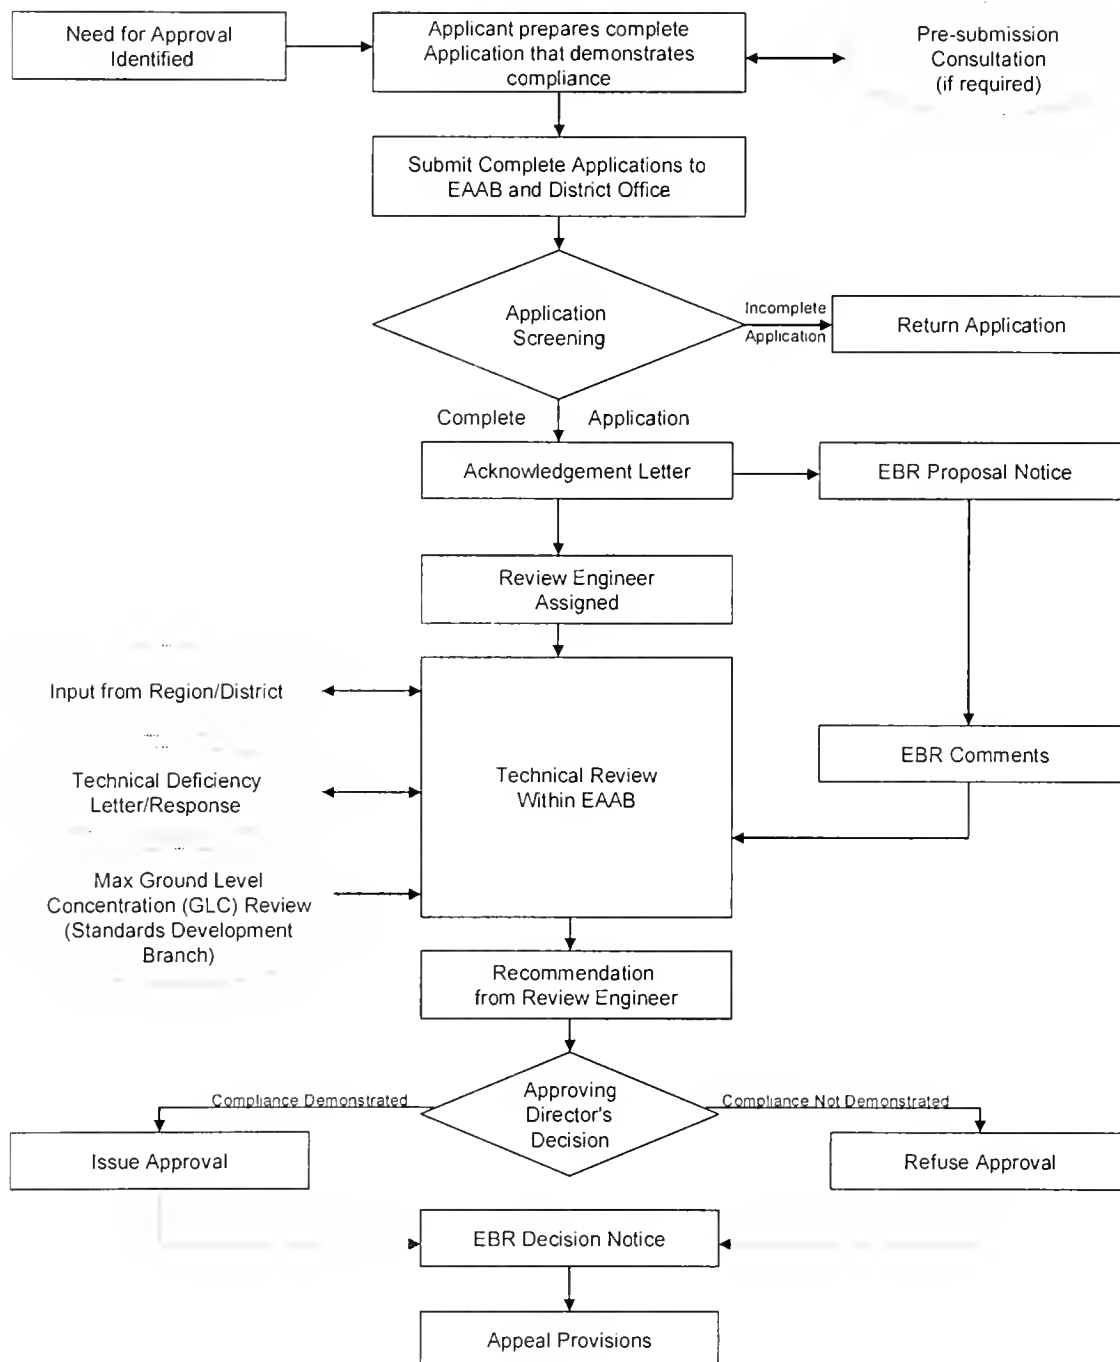 Need for Approval
Identified
Applicant prepares complete
Application that demonstrates
compliance
Pre-submission
Consultation
(if required)
Submit Complete Applications to
EAAB and District Office
Application
Screening
Incomplete
Application
Return Application
Complete Application
Acknowledgement Letter
EBR Proposal Notice
Review Engineer
Assigned
Input from Region/District
Technical Deficiency
Letter/Response
Max Ground Level
Concentration (GLC) Review
(Standards Development
Branch)
Technical Review
Within EAAB
EBR Comments
Recommendation
from Review Engineer
Approving
Director's
Decision
Compliance Demonstrated
Compliance Not Demonstrated
Issue Approval
Refuse Approval
EBR Decision Notice
Appeal Provisions